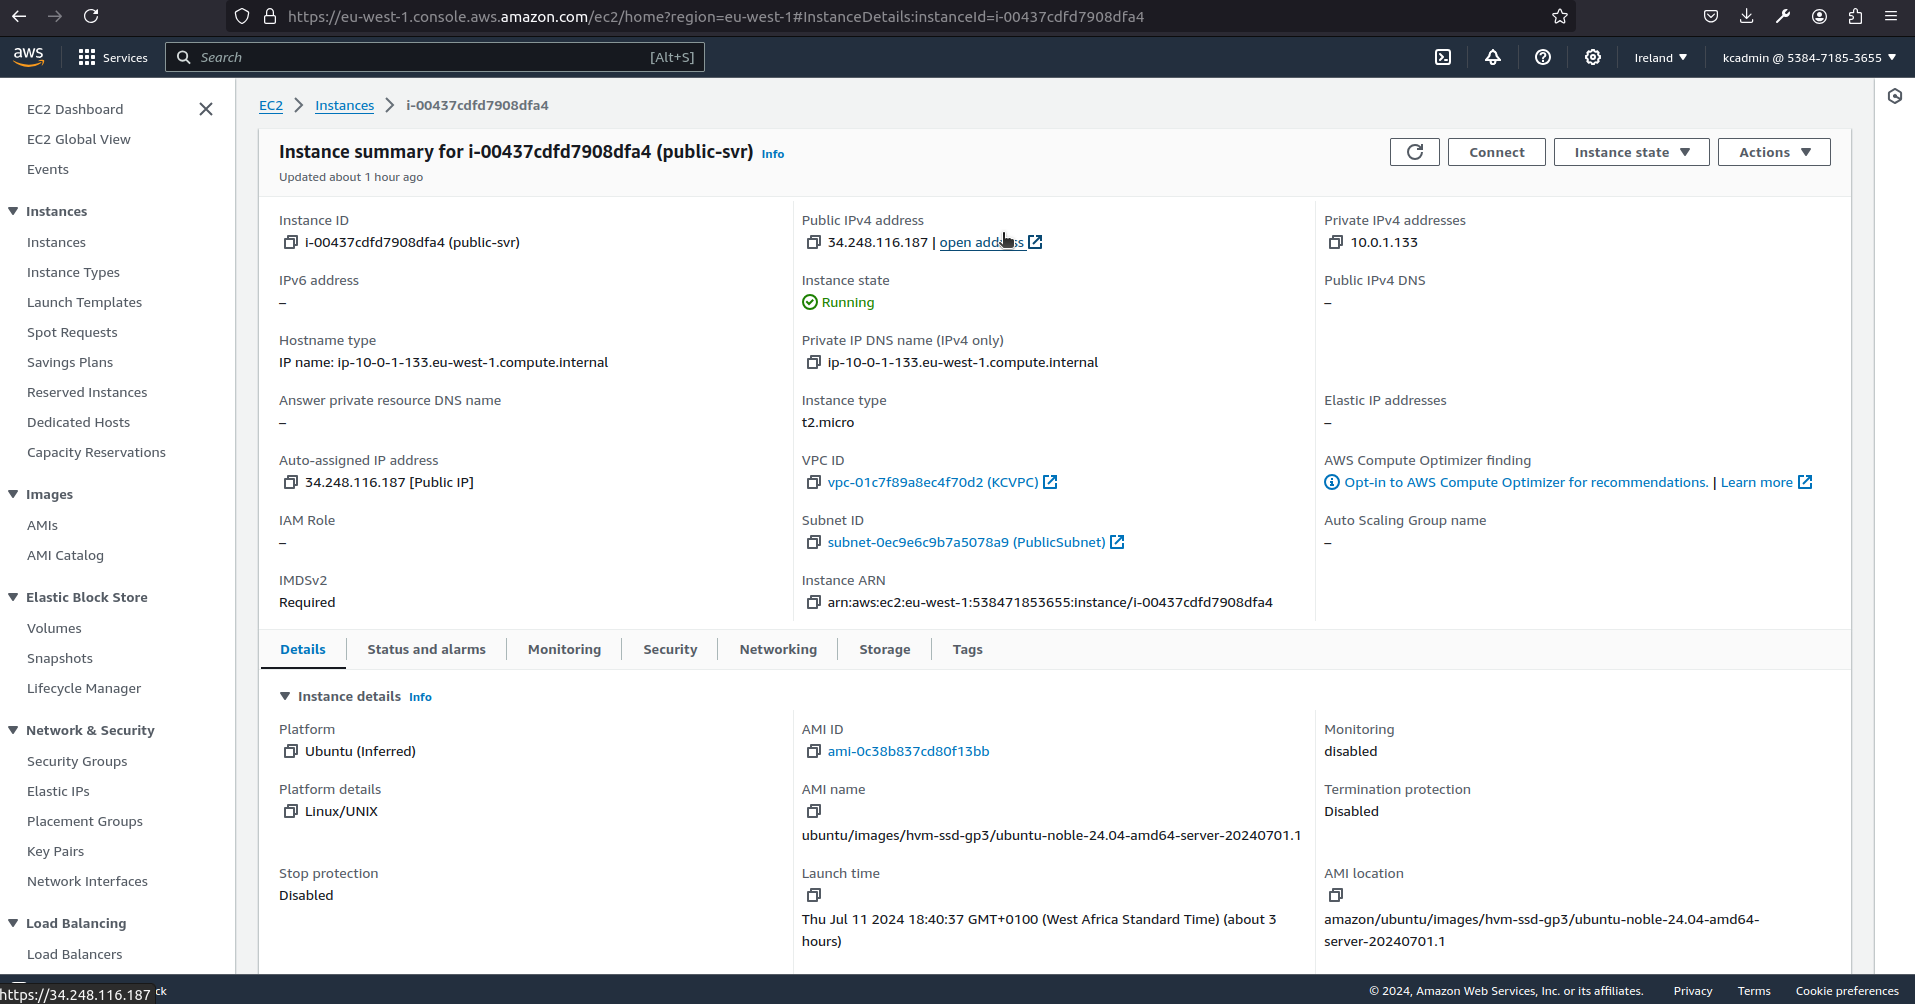 https://eu-west-1.console.aws.amazon.com/ec2/home?region=eu-west-1#InstanceDetails:instanceId=i-00437cdfd7908dfa4
aws
Services
Search
[Alt+S]
Ireland
kcadmin @ 5384-7185-3655
EC2 Dashboard
EC2 Global View
Events
Instances
Instances
Instance Types
Launch Templates
Spot Requests
Savings Plans
Reserved Instances
Dedicated Hosts
Capacity Reservations
Images
AMIs
AMI Catalog
Elastic Block Store
Volumes
Snapshots
Lifecycle Manager
Network & Security
Security Groups
Elastic IPs
Placement Groups
Key Pairs
Network Interfaces
Load Balancing
Load Balancers
EC2
Instances
i-00437cdfd7908dfa4
Instance summary for i-00437cdfd7908dfa4 (public-svr) Info
Updated about 1 hour ago
Connect
Instance state
Actions
Instance ID
i-00437cdfd7908dfa4 (public-svr)
Public IPv4 address
34.248.116.187 | open address
Private IPv4 addresses
10.0.1.133
IPv6 address
–
Instance state
Running
Public IPv4 DNS
–
Hostname type
IP name: ip-10-0-1-133.eu-west-1.compute.internal
Private IP DNS name (IPv4 only)
ip-10-0-1-133.eu-west-1.compute.internal
Answer private resource DNS name
–
Instance type
t2.micro
Elastic IP addresses
–
Auto-assigned IP address
34.248.116.187 [Public IP]
VPC ID
vpc-01c7f89a8ec4f70d2 (KCVPC)
AWS Compute Optimizer finding
Opt-in to AWS Compute Optimizer for recommendations. | Learn more
IAM Role
–
Subnet ID
subnet-0ec9e6c9b7a5078a9 (PublicSubnet)
Auto Scaling Group name
–
IMDSv2
Required
Instance ARN
arn:aws:ec2:eu-west-1:538471853655:instance/i-00437cdfd7908dfa4
Details
Status and alarms
Monitoring
Security
Networking
Storage
Tags
Instance details Info
Platform
Ubuntu (Inferred)
AMI ID
ami-0c38b837cd80f13bb
Monitoring
disabled
Platform details
Linux/UNIX
AMI name
ubuntu/images/hvm-ssd-gp3/ubuntu-noble-24.04-amd64-server-20240701.1
Termination protection
Disabled
Stop protection
Disabled
Launch time
Thu Jul 11 2024 18:40:37 GMT+0100 (West Africa Standard Time) (about 3
hours)
AMI location
amazon/ubuntu/images/hvm-ssd-gp3/ubuntu-noble-24.04-amd64-
server-20240701.1
https://34.248.116.187
ck
© 2024, Amazon Web Services, Inc. or its affiliates.
Privacy
Terms
Cookie preferences